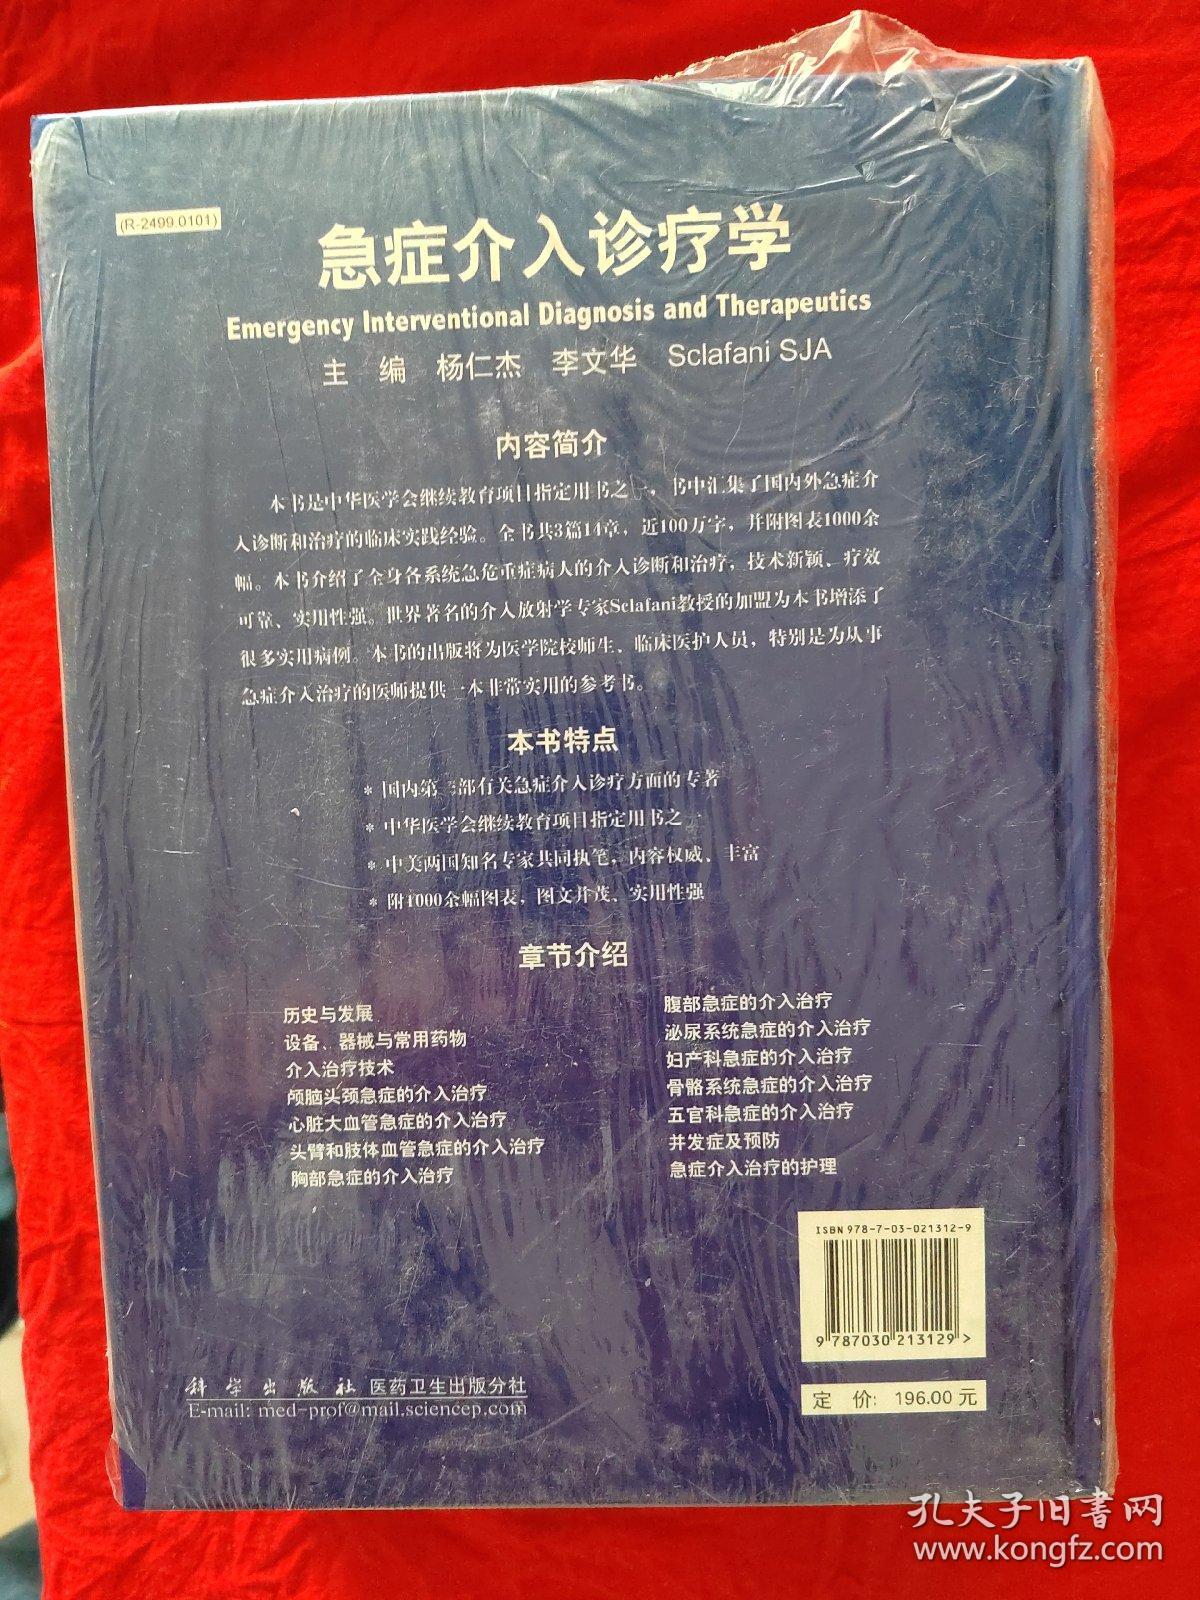 (R-2499.0101)
急症介入诊疗学
Emergency Interventional Diagnosis and Therapeutics
主 编 杨仁杰 李文华 Sclafani SJA
内容简介
本书是中华医学会继续教育项目指定用书之一，书中汇集了国内外急症介
入诊断和治疗的临床实践经验。全书共3篇14章，近100万字，并附图表1000余
幅。本书介绍了全身各系统急危重症病人的介入诊断和治疗，技术新颖、疗效
可靠、实用性强。世界著名的介入放射学专家Sclafani教授的加盟为本书增添了
很多实用病例。本书的出版将为医学院校师生、临床医护人员，特别是为从事
急症介入治疗的医师提供一本非常实用的参考书。
本书特点
* 国内第 部有关急症介入诊疗方面的专著
* 中华医学会继续教育项目指定用书之一
* 中美两国知名专家共同执笔，内容权威、丰富
* 附1000余幅图表，图文并茂、实用性强
章节介绍
历史与发展
设备、器械与常用药物
介入治疗技术
颅脑头颈急症的介入治疗
心脏大血管急症的介入治疗
头臂和肢体血管急症的介入治疗
胸部急症的介入治疗
腹部急症的介入治疗
泌尿系统急症的介入治疗
妇产科急症的介入治疗
骨骼系统急症的介入治疗
五官科急症的介入治疗
并发症及预防
急症介入治疗的护理
ISBN 978-7-03-021312-9
9 787030 213129 >
科学出版社 医药卫生出版分社
E-mail: med-prof@mail.sciencep.com
定 价: 196.00 元
孔夫子旧书网
www.kongfz.com